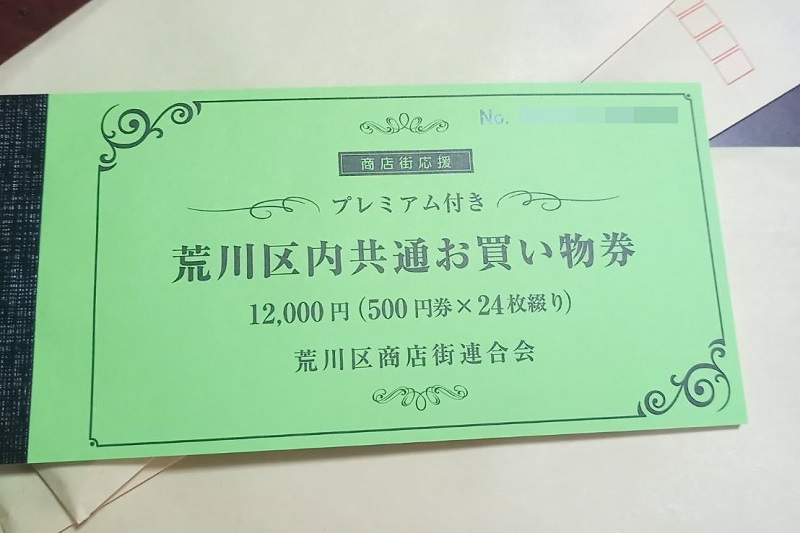 No.
商店街応援
プレミアム付き
荒川区内共通お買い物券
12,000円(500円券×24枚綴り)
荒川区商店街連合会